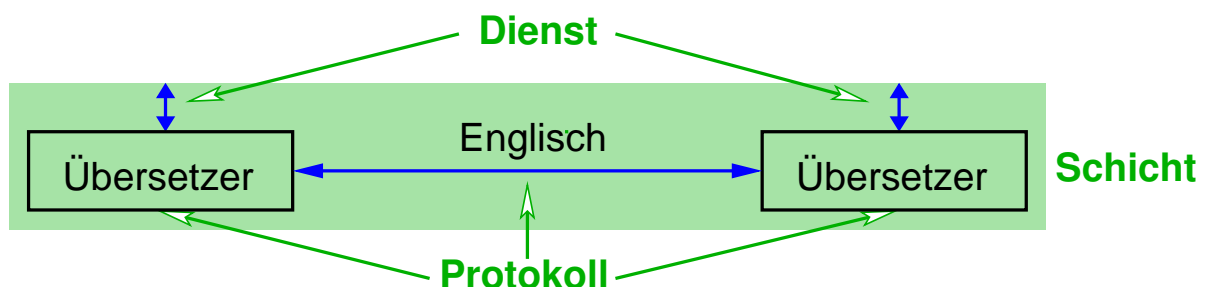 Dienst
Englisch
Übersetzer
Übersetzer
Schicht
Protokoll